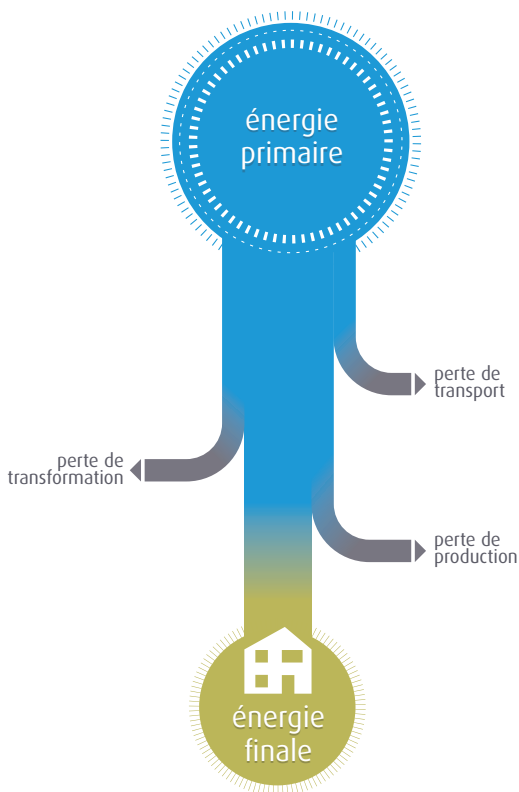 énergie
primaire
perte de
transport
perte de
transformation
perte de
production
énergie
finale